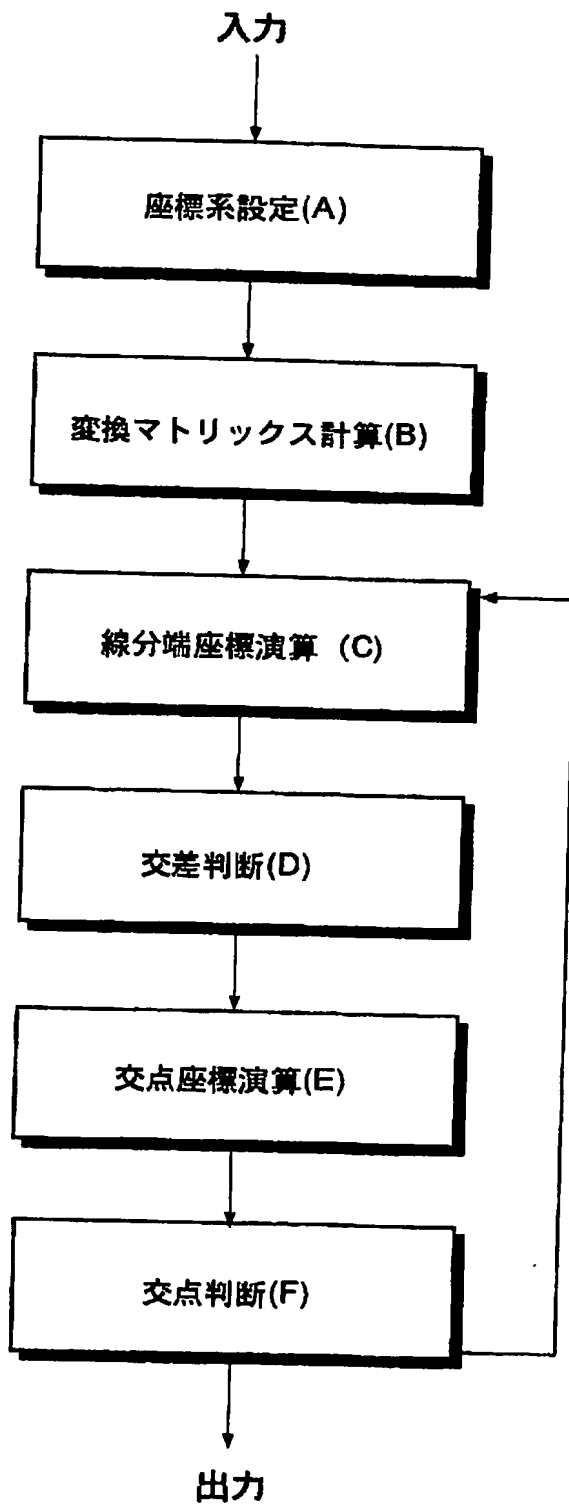 入力
座標系設定(A)
変換マトリックス計算(B)
線分端座標演算 (C)
交差判断(D)
交点座標演算(E)
交点判断(F)
出力